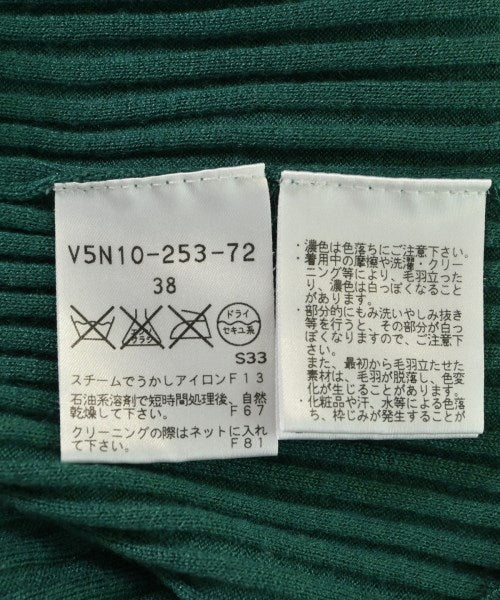 V5N10-253-72
38
エンソ
サラシ
ドライ
セキユ系
S33
スチームでうかしアイロンF13
石油系溶剤で短時間処理後、自然
乾燥して下さい。 F67
クリーニングの際はネットに入れ
て下さい。 F81
・濃色は色落ちにご注意下さい。
・着用中の摩擦や洗濯・クリー
ニング等により、毛羽立った
り、濃色は白っぽくなること
があります。
・部分的にもみ洗いやしみ抜き
等を行うと、その部分が白っ
ぽくなりますので、ご注意下
さい。
また、最初から毛羽立たせた
素材は、毛羽が脱落し、色変
化が生じることがあります。
・化粧品や汗、水等による色落
ち、枠じみが発生することが